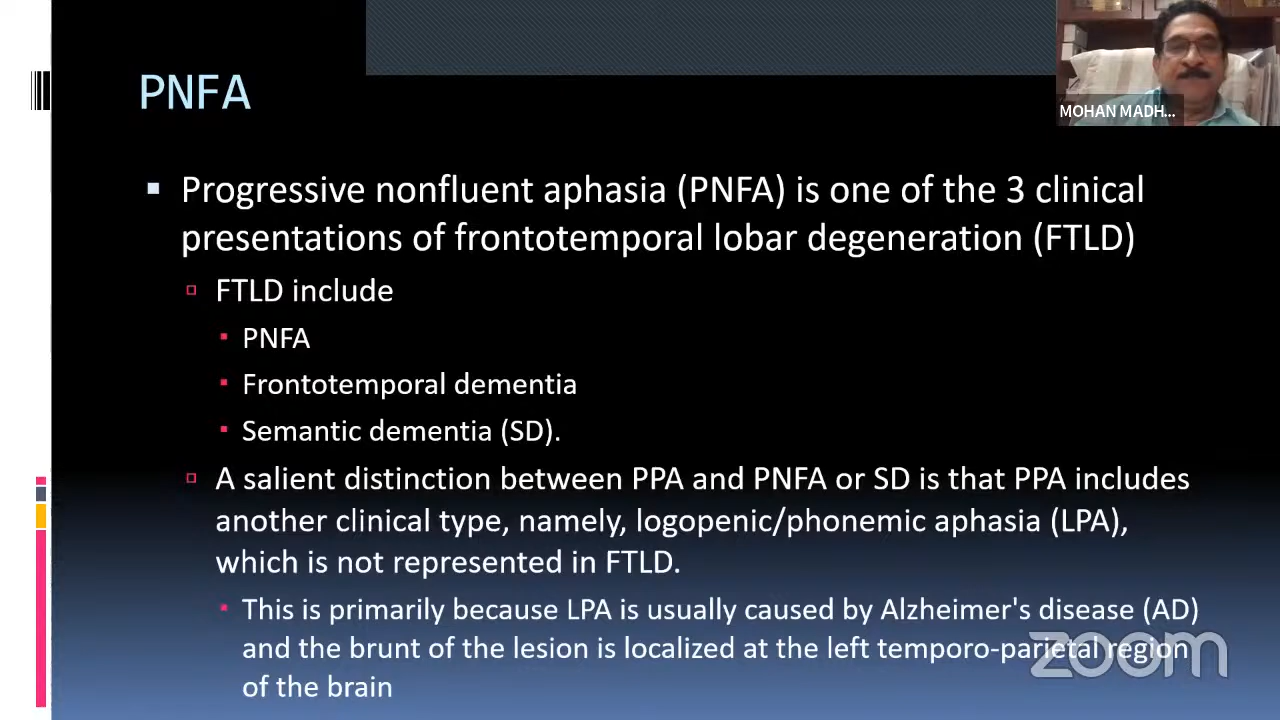 PNFA
MOHAN MADH...
Progressive nonfluent aphasia (PNFA) is one of the 3 clinical
presentations of frontotemporal lobar degeneration (FTLD)
FTLD include
PNFA
Frontotemporal dementia
Semantic dementia (SD).
A salient distinction between PPA and PNFA or SD is that PPA includes
another clinical type, namely, logopenic/phonemic aphasia (LPA),
which is not represented in FTLD.
This is primarily because LPA is usually caused by Alzheimer's disease (AD)
and the brunt of the lesion is localized at the left temporo-parietal region
of the brain
zoom